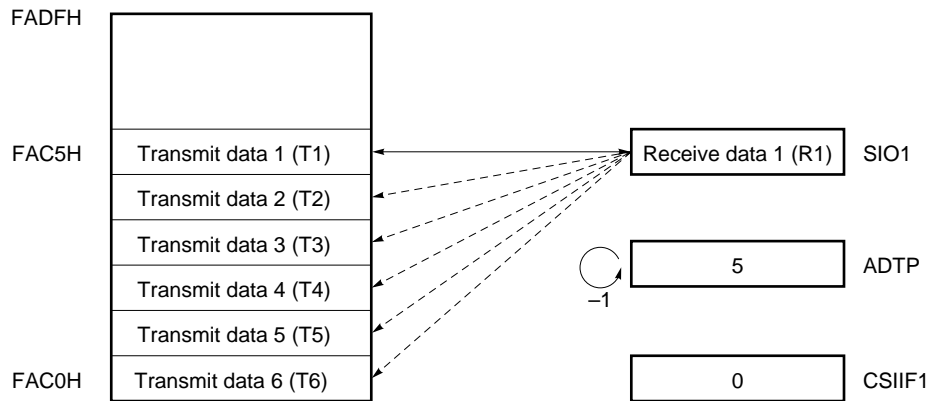 FADFH
FAC5H Transmit data 1 (T1) Receive data 1 (R1) SIO1
Transmit data 2 (T2)
Transmit data 3 (T3) 5 ADTP
Transmit data 4 (T4) –1
Transmit data 5 (T5)
FAC0H Transmit data 6 (T6) 0 CSIIF1